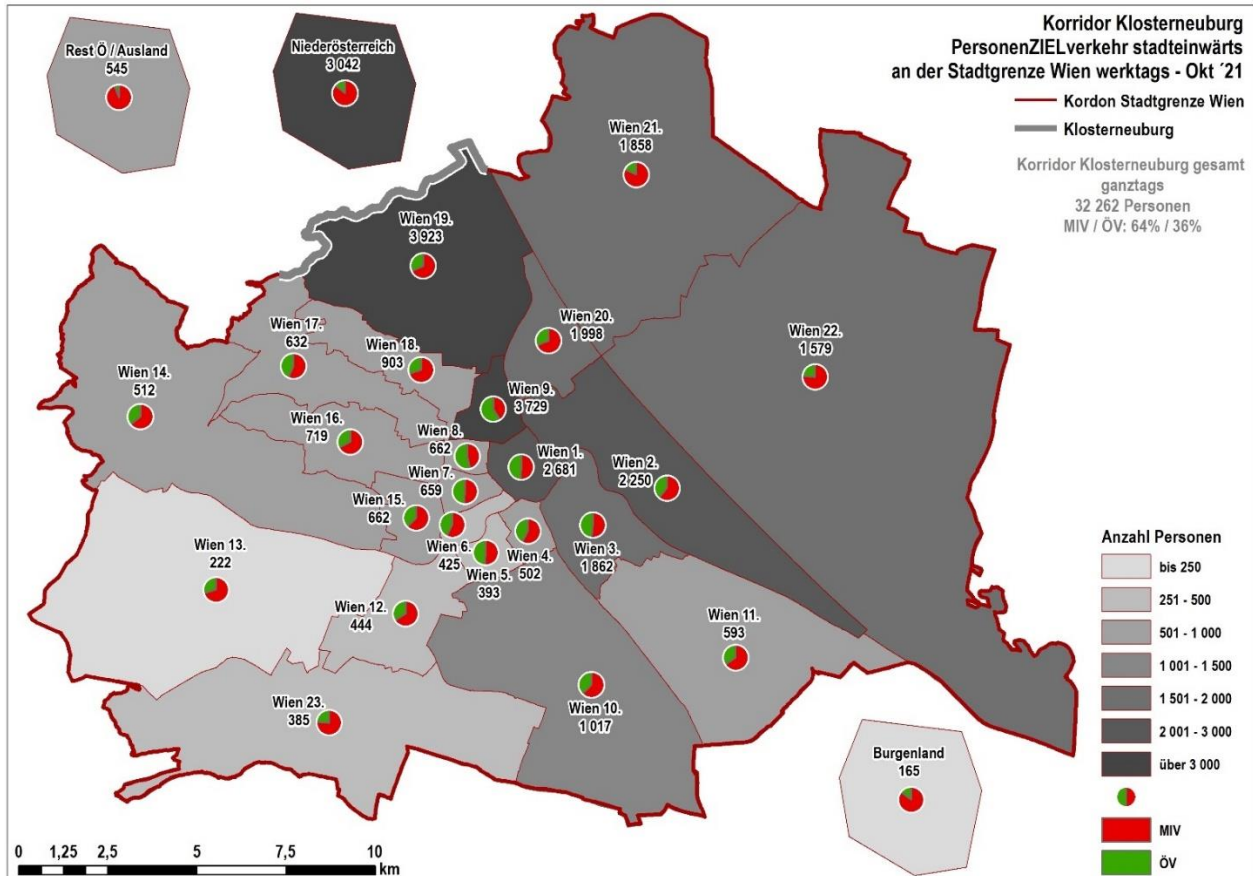 Korridor Klosterneuburg
PersonenZIELverkehr stadteinwärts
an der Stadtgrenze Wien werktags - Okt ´21
Kordon Stadtgrenze Wien
Klosterneuburg
Korridor Klosterneuburg gesamt
ganztags
32 262 Personen
MIV / ÖV: 64% / 36%
Rest Ö / Ausland
545
Niederösterreich
3 042
Wien 21.
1 858
Wien 19.
3 923
Wien 20.
1 998
Wien 22.
1 579
Wien 17.
632
Wien 18.
903
Wien 14.
512
Wien 9.
3 729
Wien 16.
719
Wien 8.
662
Wien 1.
2 681
Wien 2.
2 250
Wien 7.
659
Wien 15.
662
Wien 6.
425
Wien 5.
393
Wien 4.
502
Wien 3.
1 862
Wien 13.
222
Wien 12.
444
Wien 11.
593
Wien 23.
385
Wien 10.
1 017
Burgenland
165
Anzahl Personen
bis 250
251 - 500
501 - 1 000
1 001 - 1 500
1 501 - 2 000
2 001 - 3 000
über 3 000
MIV
ÖV
0 1,25 2,5 5 7,5 10
km